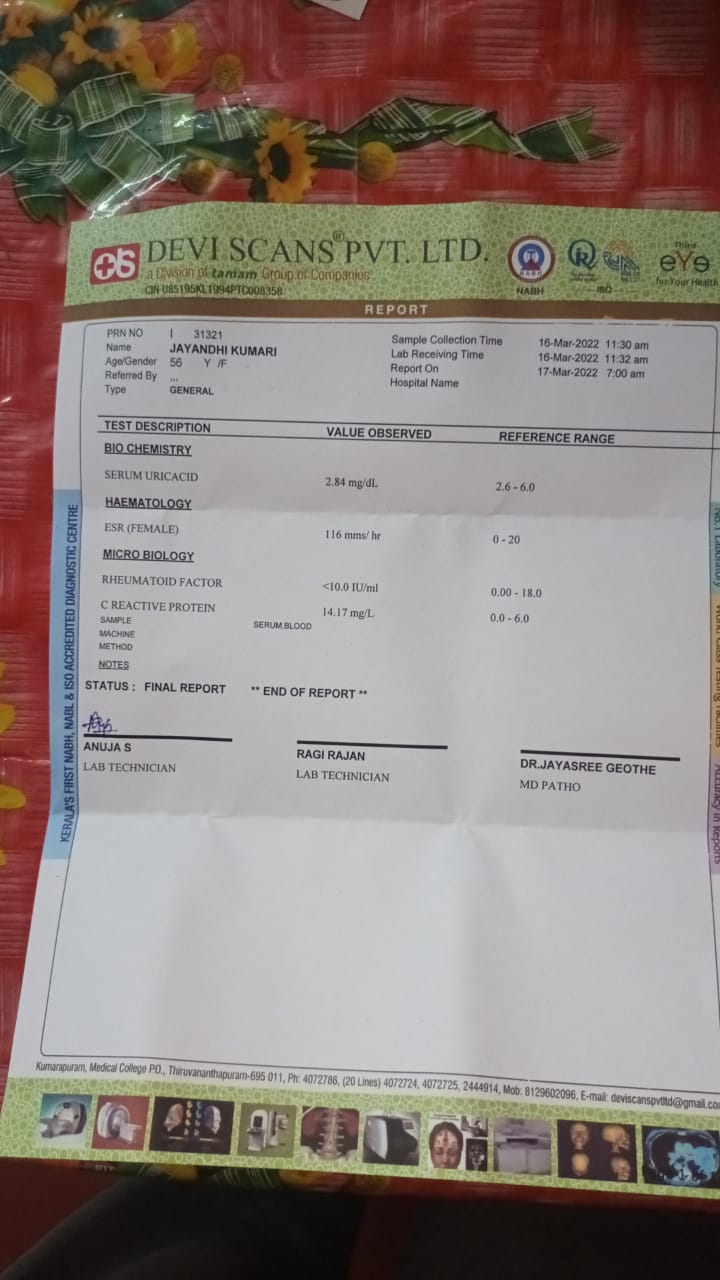 DEVI SCANS® PVT. LTD.
a Division of tamam Group of Companies
CIN U85195KL1994PTC008358
NABH
ISO
Third
eYe
for Your Health
REPORT
PRN NO I 31321
Name JAYANDHI KUMARI
Age/Gender 56 Y /F
Referred By ,,,
Type GENERAL
Sample Collection Time 16-Mar-2022 11:30 am
Lab Receiving Time 16-Mar-2022 11:32 am
Report On 17-Mar-2022 7:00 am
Hospital Name
TEST DESCRIPTION VALUE OBSERVED REFERENCE RANGE
BIO CHEMISTRY
SERUM URICACID 2.84 mg/dL 2.6 - 6.0
HAEMATOLOGY
ESR (FEMALE) 116 mms/ hr 0 - 20
MICRO BIOLOGY
RHEUMATOID FACTOR <10.0 IU/ml 0.00 - 18.0
C REACTIVE PROTEIN 14.17 mg/L 0.0 - 6.0
SAMPLE SERUM,BLOOD
MACHINE
METHOD
NOTES
STATUS : FINAL REPORT ** END OF REPORT **
ANUJA S
LAB TECHNICIAN
RAGI RAJAN
LAB TECHNICIAN
DR.JAYASREE GEOTHE
MD PATHO
KERALA'S FIRST NABH, NABL & ISO ACCREDITED DIAGNOSTIC CENTRE
Accuracy in Reports
Kumarapuram, Medical College P.O., Thiruvananthapuram-695 011, Ph: 4072786, (20 Lines) 4072724, 4072725, 2444914, Mob: 8129602096, E-mail: deviscanspvtltd@gmail.co